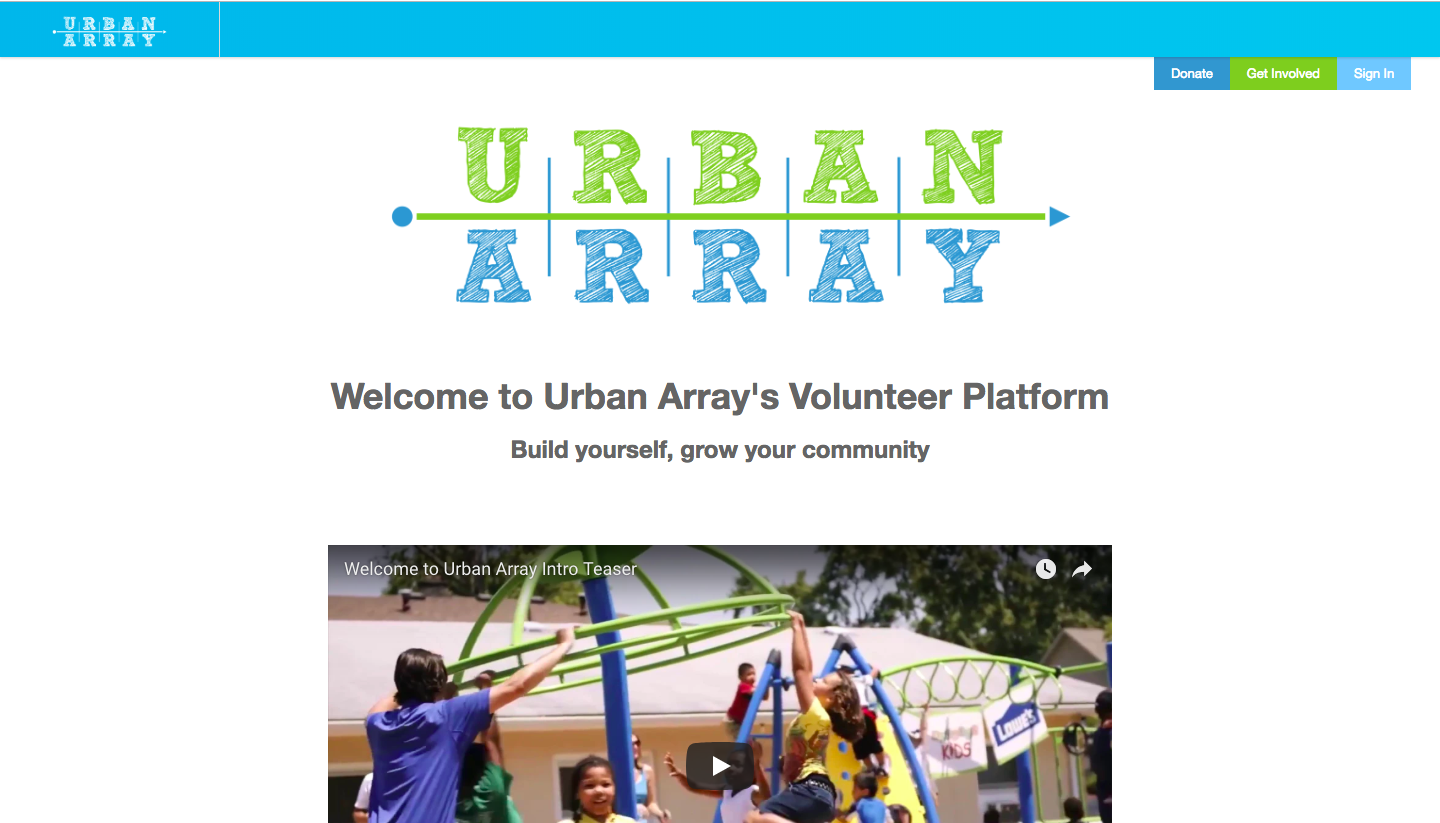 URBAN
ARRAY
Donate
Get Involved
Sign In
URBAN
ARRAY
Welcome to Urban Array's Volunteer Platform
Build yourself, grow your community
Welcome to Urban Array Intro Teaser
LOWE'S
KIDS